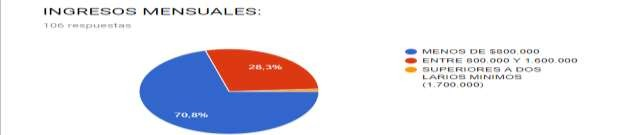 INGRESOS MENSUALES:
106 respuestas
MENOS DE $800.000
ENTRE 800.000 Y 1.600.000
SUPERIORES A DOS
LARIOS MINIMOS
(1.700.000)
28,3%
70,8%